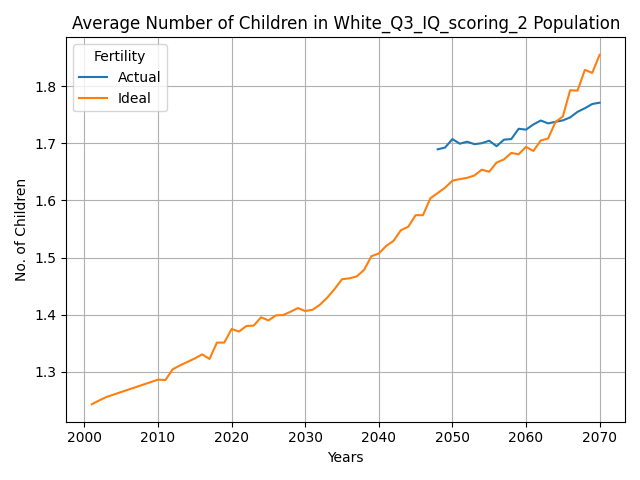 Average Number of Children in White_Q3_IQ_scoring_2 Population
Fertility
Actual
Ideal
No. of Children
1.8
1.7
1.6
1.5
1.4
1.3
2000 2010 2020 2030 2040 2050 2060 2070
Years